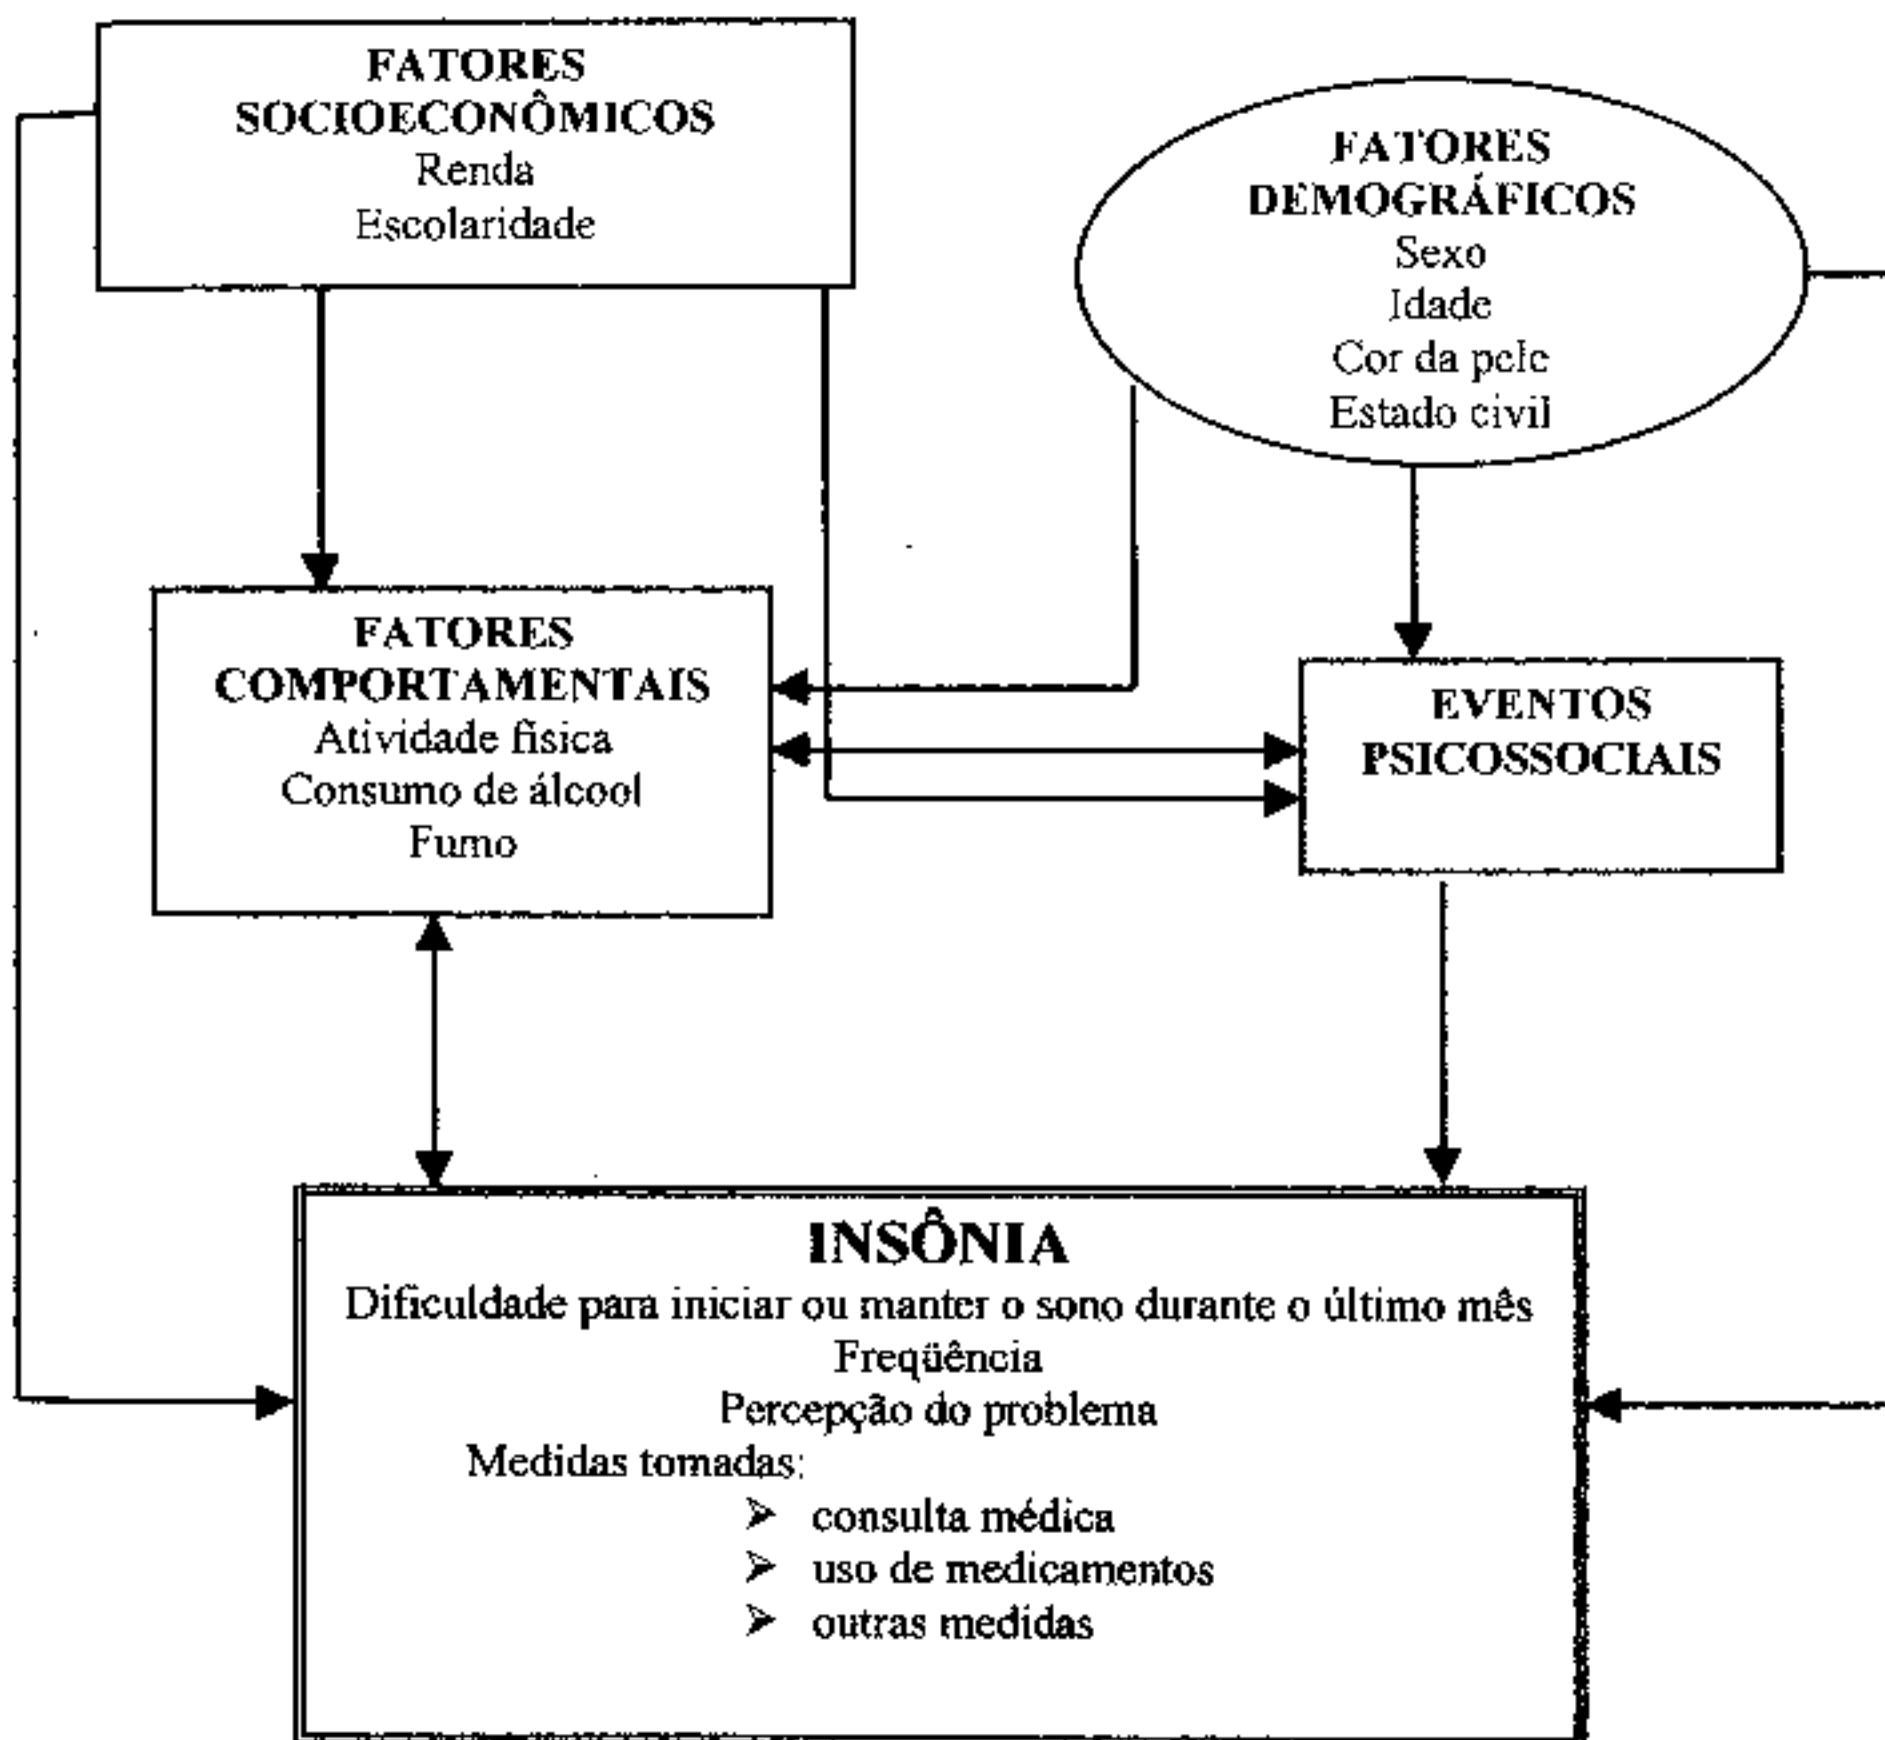 FATORES
SOCIOECONÔMICOS
Renda
Escolaridade
FATORES
DEMOGRÁFICOS
Sexo
Idade
Cor da pele
Estado civil
FATORES
COMPORTAMENTAIS
Atividade física
Consumo de álcool
Fumo
EVENTOS
PSICOSSOCIAIS
INSÔNIA
Dificuldade para iniciar ou manter o sono durante o último mês
Freqüência
Percepção do problema
Medidas tomadas:
➢ consulta médica
➢ uso de medicamentos
➢ outras medidas